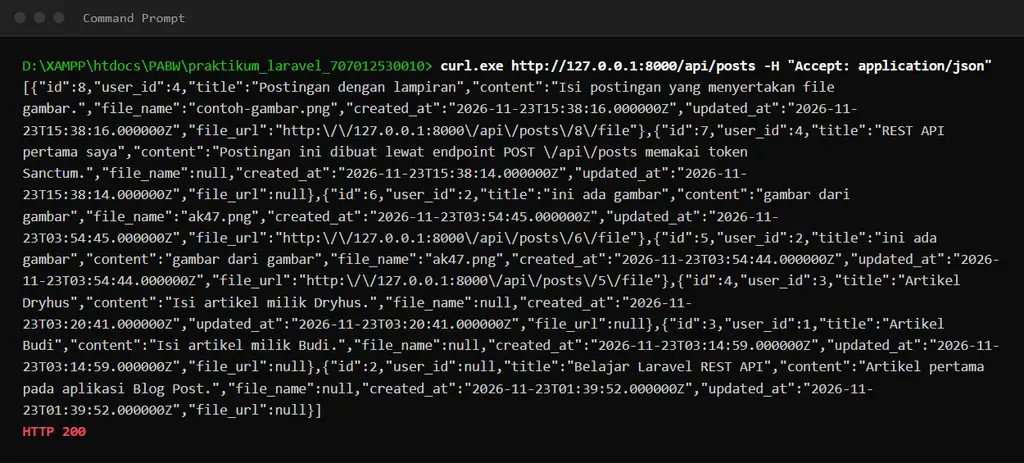 Command Prompt
D:\XAMPP\htdocs\PABW\praktikum_laravel_707012530010> curl.exe http://127.0.0.1:8000/api/posts -H "Accept: application/json"
[{"id":8,"user_id":4,"title":"Postingan dengan lampiran","content":"Isi postingan yang menyertakan file
gambar.","file_name":"contoh-gambar.png","created_at":"2026-11-23T15:38:16.000000Z","updated_at":"2026-11-
23T15:38:16.000000Z","file_url":"http:\/\/127.0.0.1:8000\/api\/posts\/8\/file"},{"id":7,"user_id":4,"title":"REST API
pertama saya","content":"Postingan ini dibuat lewat endpoint POST \/api\/posts memakai token
Sanctum.","file_name":null,"created_at":"2026-11-23T15:38:14.000000Z","updated_at":"2026-11-
23T15:38:14.000000Z","file_url":null},{"id":6,"user_id":2,"title":"ini ada gambar","content":"gambar dari
gambar","file_name":"ak47.png","created_at":"2026-11-23T03:54:45.000000Z","updated_at":"2026-11-
23T03:54:45.000000Z","file_url":"http:\/\/127.0.0.1:8000\/api\/posts\/6\/file"},{"id":5,"user_id":2,"title":"ini ada
gambar","content":"gambar dari gambar","file_name":"ak47.png","created_at":"2026-11-23T03:54:44.000000Z","updated_at":"2026-
11-23T03:54:44.000000Z","file_url":"http:\/\/127.0.0.1:8000\/api\/posts\/5\/file"},{"id":4,"user_id":3,"title":"Artikel
Dryhus","content":"Isi artikel milik Dryhus.","file_name":null,"created_at":"2026-11-
23T03:20:41.000000Z","updated_at":"2026-11-23T03:20:41.000000Z","file_url":null},{"id":3,"user_id":1,"title":"Artikel
Budi","content":"Isi artikel milik Budi.","file_name":null,"created_at":"2026-11-23T03:14:59.000000Z","updated_at":"2026-11-
23T03:14:59.000000Z","file_url":null},{"id":2,"user_id":null,"title":"Belajar Laravel REST API","content":"Artikel pertama
pada aplikasi Blog Post.","file_name":null,"created_at":"2026-11-23T01:39:52.000000Z","updated_at":"2026-11-
23T01:39:52.000000Z","file_url":null}]
HTTP 200